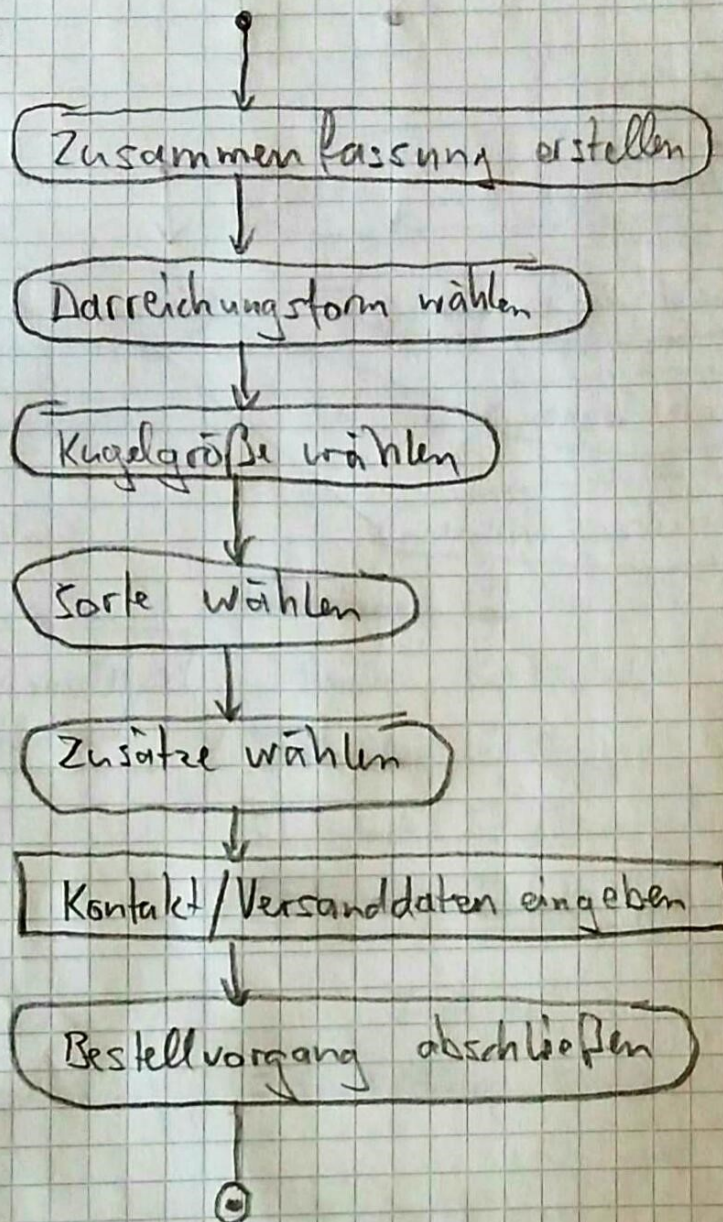 Zusammenfassung erstellen
Darreichungsform wählen
Kugelgröße wählen
Sorte wählen
Zusätze wählen
Kontakt/Versanddaten eingeben
Bestellvorgang abschließen